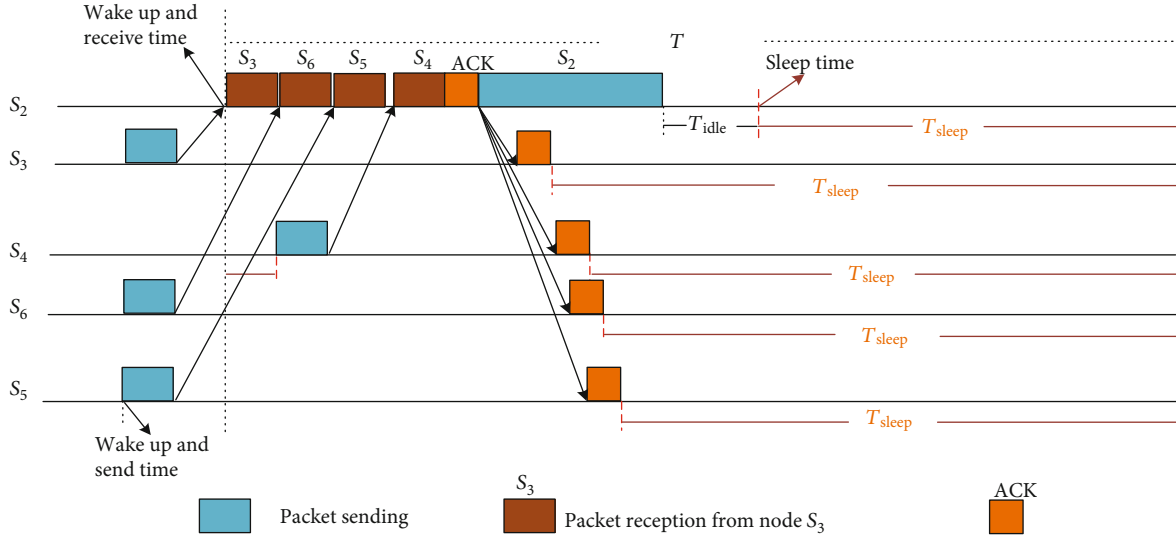 Wake up and
receive time
T
S3 S6 S5 S4 ACK S2
Sleep time
S2
Tidle
Tsleep
S3
Tsleep
S4
Tsleep
S6
Tsleep
S5
Tsleep
Wake up and
send time
S3
ACK
Packet sending
Packet reception from node S3